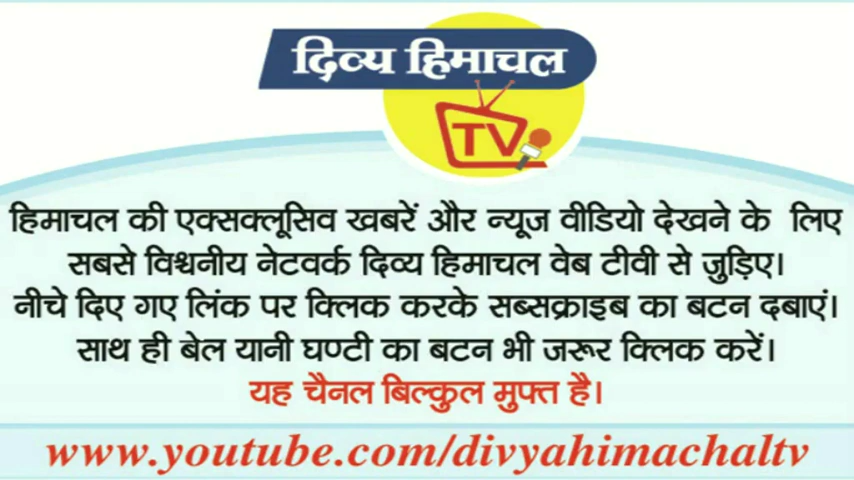 दिव्य हिमाचल
TV
हिमाचल की एक्सक्लूसिव खबरें और न्यूज वीडियो देखने के लिए
सबसे विश्वनीय नेटवर्क दिव्य हिमाचल वेब टीवी से जुड़िए।
नीचे दिए गए लिंक पर क्लिक करके सब्सक्राइब का बटन दबाएं।
साथ ही बेल यानी घण्टी का बटन भी जरूर क्लिक करें।
यह चैनल बिल्कुल मुफ्त है।
www.youtube.com/divyahimachaltv